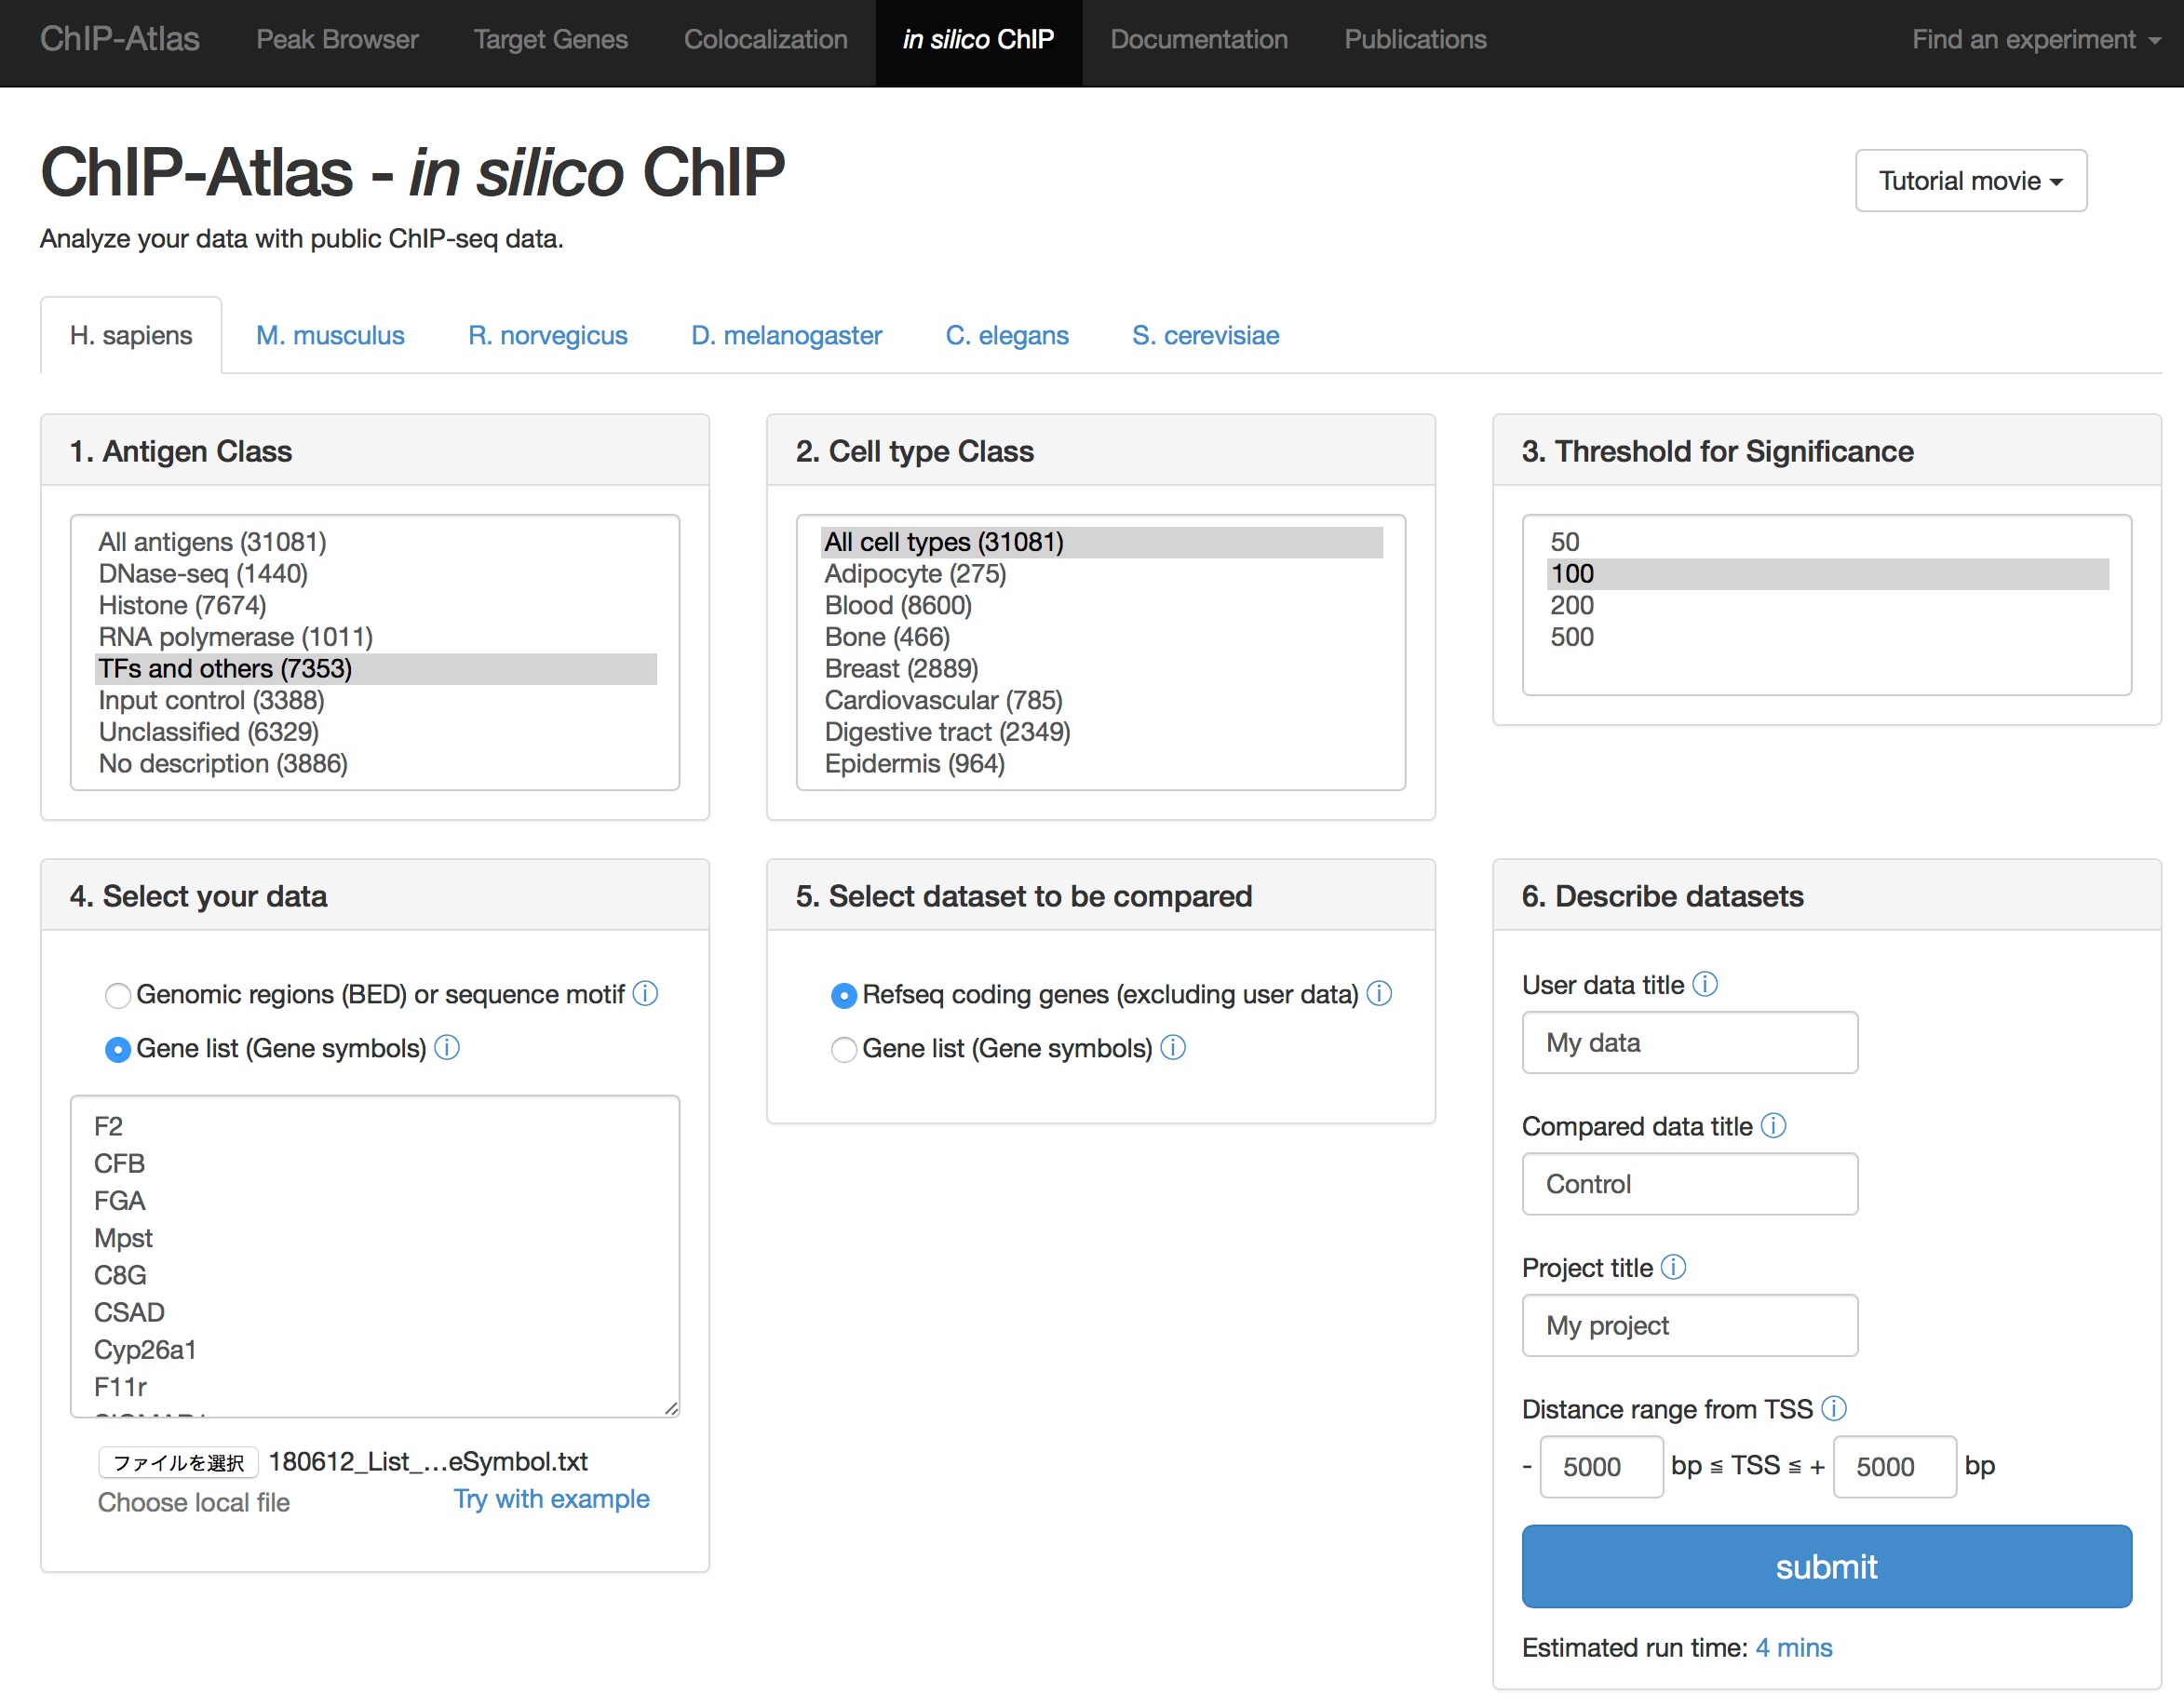 ChIP-Atlas Peak Browser Target Genes Colocalization in silico ChIP Documentation Publications Find an experiment
ChIP-Atlas - in silico ChIP
Tutorial movie
Analyze your data with public ChIP-seq data.
H. sapiens M. musculus R. norvegicus D. melanogaster C. elegans S. cerevisiae
1. Antigen Class
All antigens (31081)
DNase-seq (1440)
Histone (7674)
RNA polymerase (1011)
TFs and others (7353)
Input control (3388)
Unclassified (6329)
No description (3886)
2. Cell type Class
All cell types (31081)
Adipocyte (275)
Blood (8600)
Bone (466)
Breast (2889)
Cardiovascular (785)
Digestive tract (2349)
Epidermis (964)
3. Threshold for Significance
50
100
200
500
4. Select your data
Genomic regions (BED) or sequence motif ⓘ
Gene list (Gene symbols) ⓘ
F2
CFB
FGA
Mpst
C8G
CSAD
Cyp26a1
F11r
ファイルを選択 180612_List_...eSymbol.txt
Choose local file Try with example
5. Select dataset to be compared
Refseq coding genes (excluding user data) ⓘ
Gene list (Gene symbols) ⓘ
6. Describe datasets
User data title ⓘ
My data
Compared data title ⓘ
Control
Project title ⓘ
My project
Distance range from TSS ⓘ
- 5000 bp ≦ TSS ≦ + 5000 bp
submit
Estimated run time: 4 mins